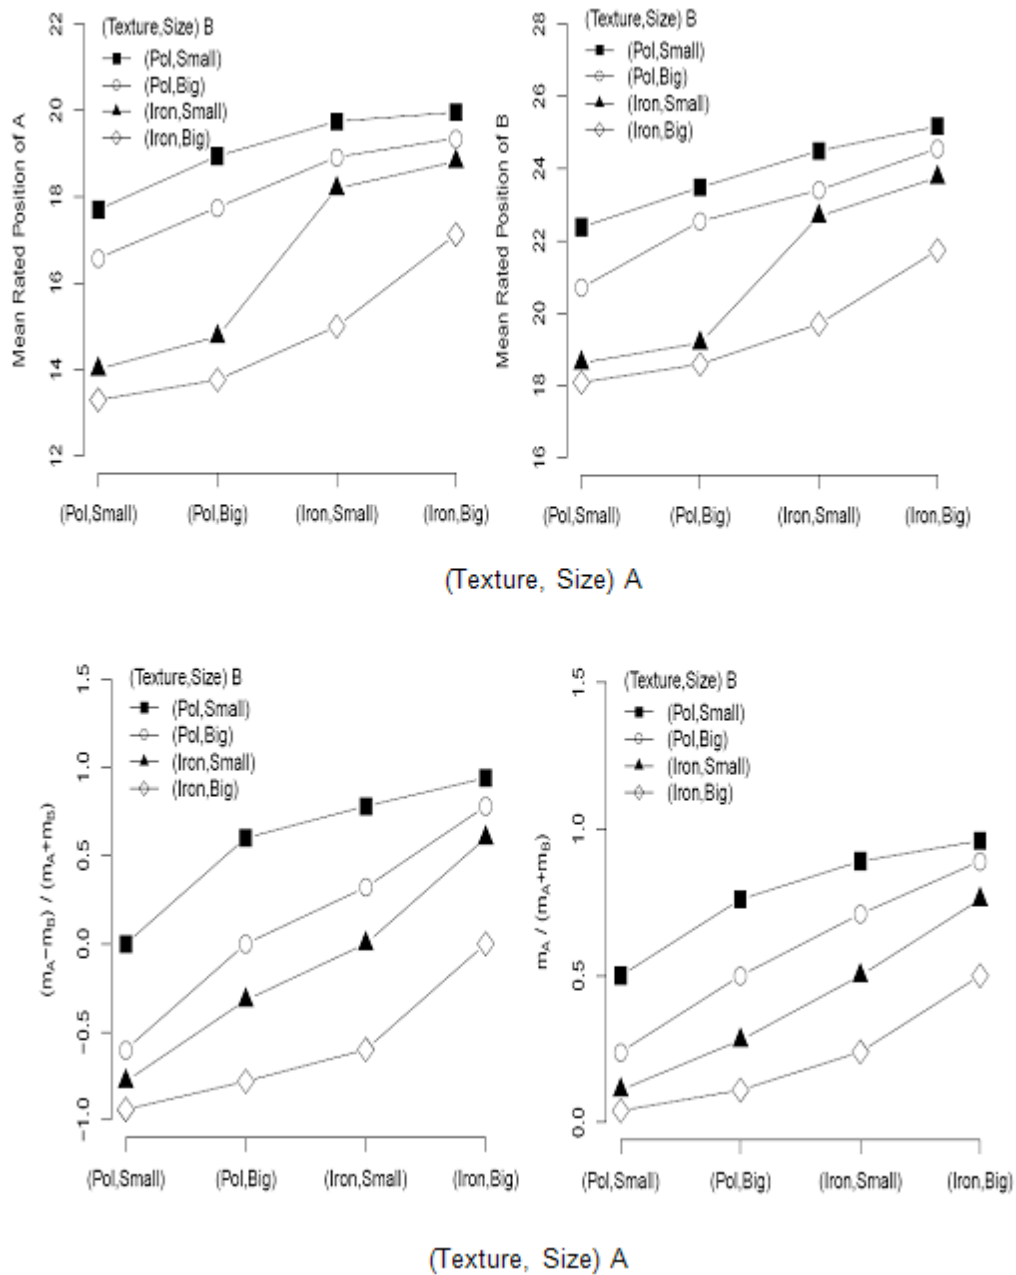 (Texture,Size) B
(Pol,Small)
(Pol,Big)
(Iron,Small)
(Iron,Big)
22
20
18
16
14
12
Mean Rated Position of A
(Pol,Small) (Pol,Big) (Iron,Small) (Iron,Big)
(Texture,Size) B
(Pol,Small)
(Pol,Big)
(Iron,Small)
(Iron,Big)
28
26
24
22
20
18
16
Mean Rated Position of B
(Pol,Small) (Pol,Big) (Iron,Small) (Iron,Big)
(Texture, Size) A
(Texture,Size) B
(Pol,Small)
(Pol,Big)
(Iron,Small)
(Iron,Big)
1.5
1.0
0.5
0.0
−0.5
−1.0
(mA−mB) / (mA+mB)
(Pol,Small) (Pol,Big) (Iron,Small) (Iron,Big)
(Texture,Size) B
(Pol,Small)
(Pol,Big)
(Iron,Small)
(Iron,Big)
1.5
1.0
0.5
0.0
mA / (mA+mB)
(Pol,Small) (Pol,Big) (Iron,Small) (Iron,Big)
(Texture, Size) A